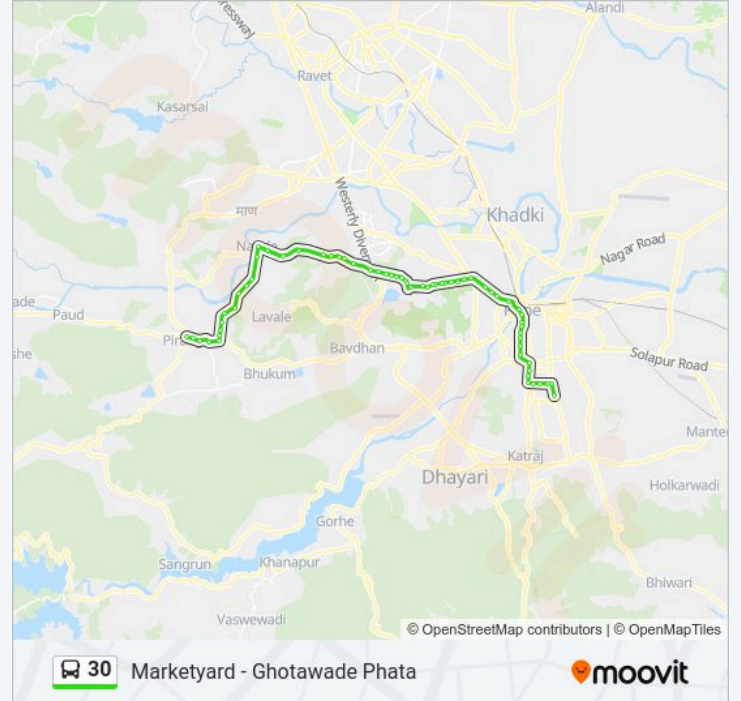 Alandi
Ravet
Kasarsai
Westerly Diver
माण
Khadki
Nagar Road
Paud
Lavale
Bavdhan
Bhukum
Solapur Road
Katraj
Dhayari
Holkarwadi
Gorhe
Sangrun
Khanapur
Bhiwari
Vaswewadi
© OpenStreetMap contributors | © OpenMapTiles
30 Marketyard - Ghotawade Phata
moovit